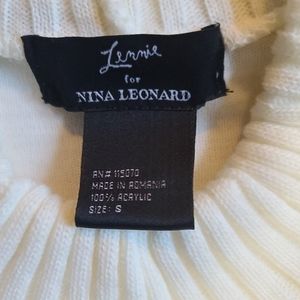 Lennie
for
NINA LEONARD
RN# 115070
MADE IN ROMANIA
100% ACRYLIC
SIZE: S